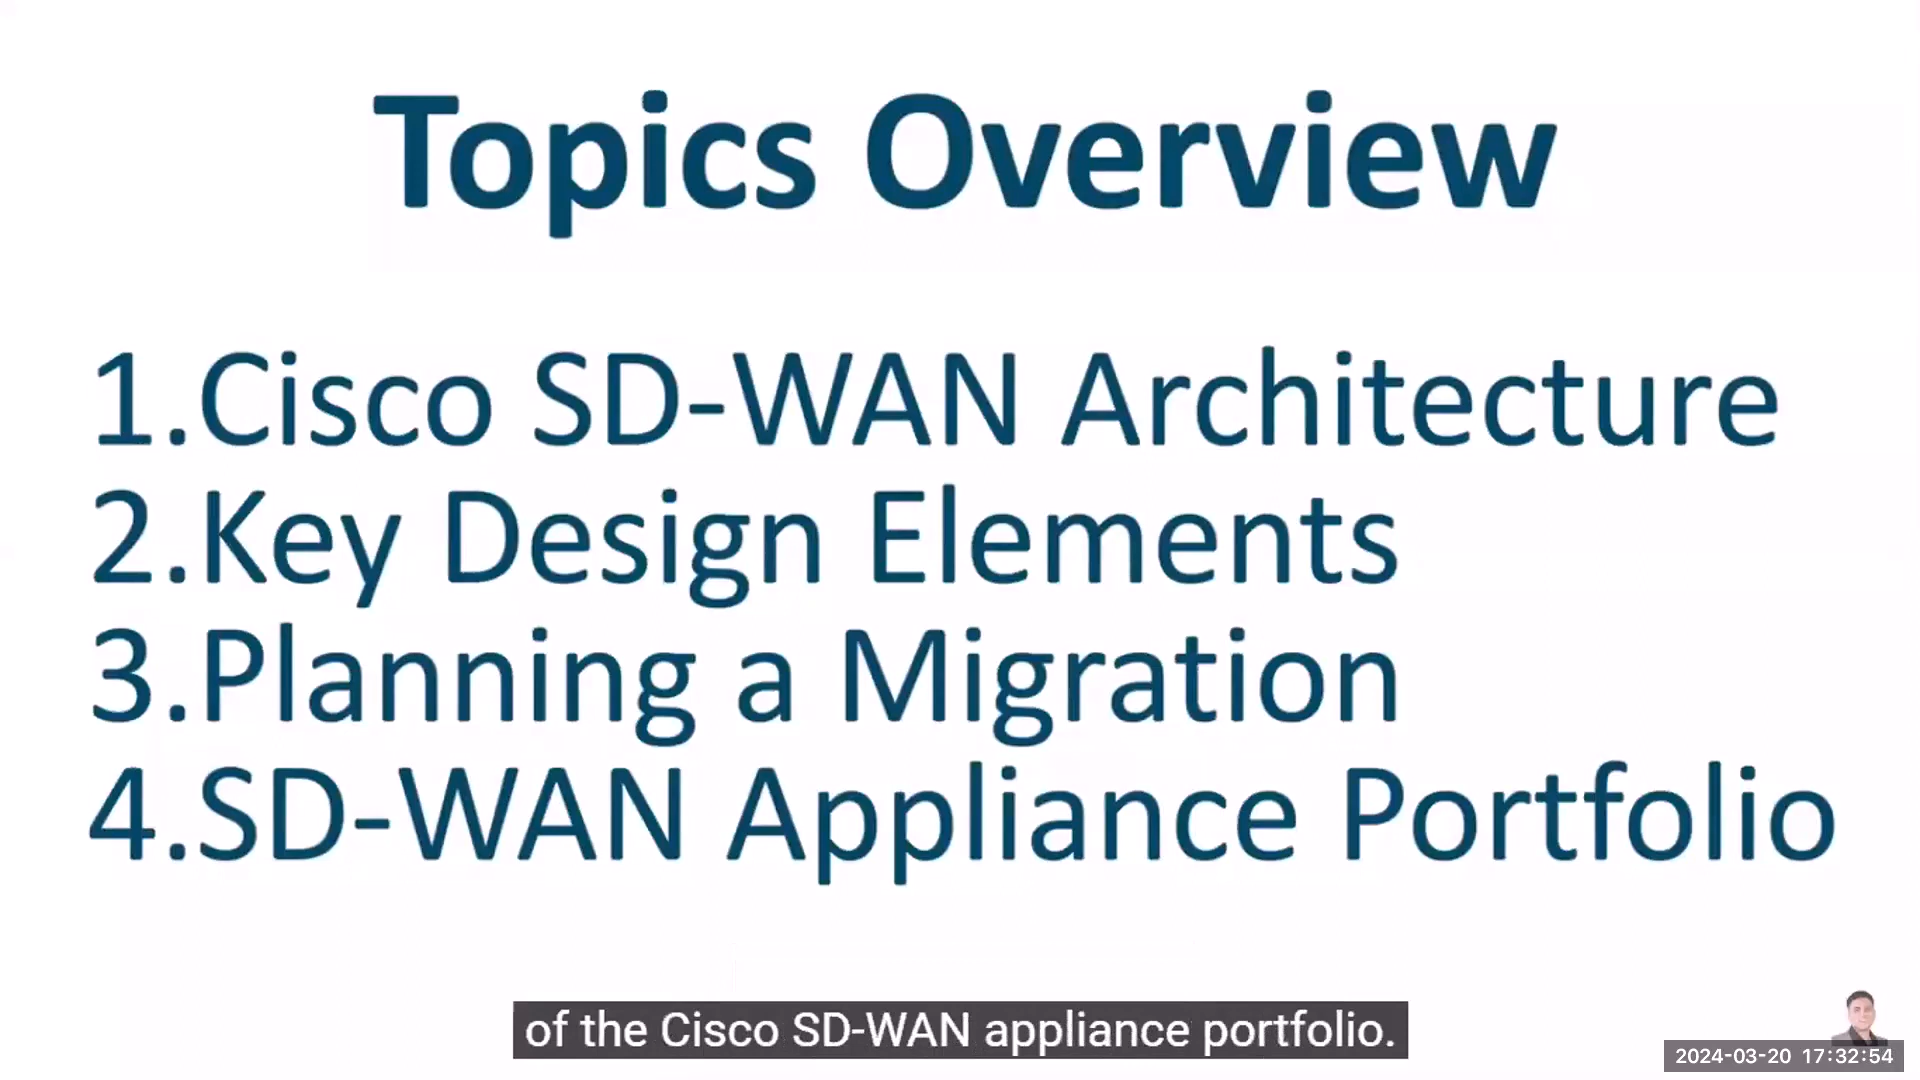 Topics Overview
1.Cisco SD-WAN Architecture
2.Key Design Elements
3.Planning a Migration
4.SD-WAN Appliance Portfolio
of the Cisco SD-WAN appliance portfolio.
2024-03-20 17:32:54